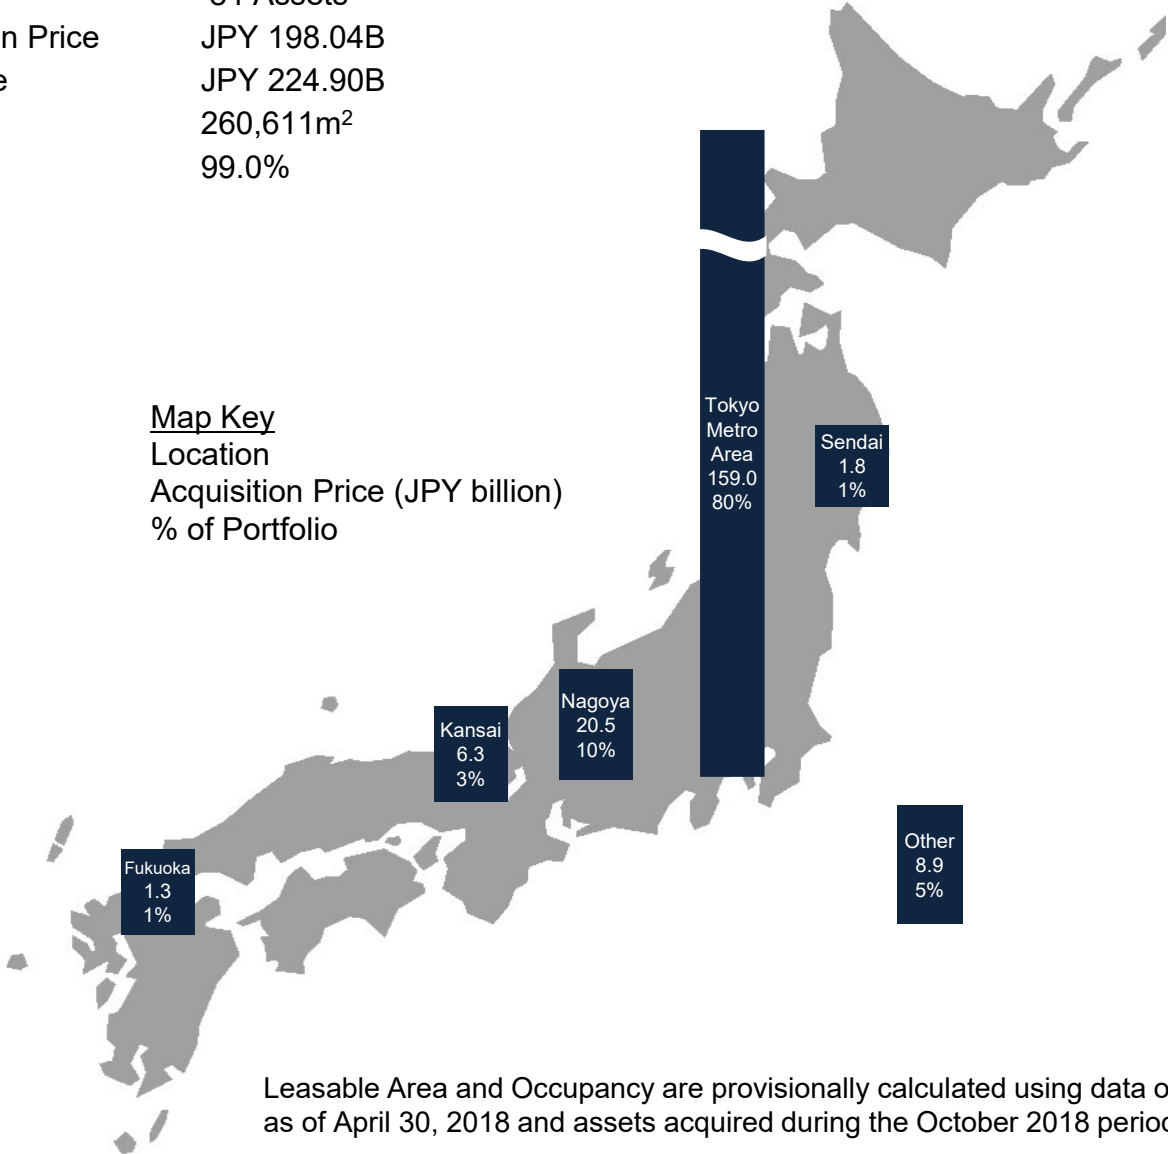 Assets
n Price JPY 198.04B
e JPY 224.90B
260,611m²
99.0%
Map Key
Location
Acquisition Price (JPY billion)
% of Portfolio
Tokyo
Metro
Area
159.0
80%
Sendai
1.8
1%
Nagoya
20.5
10%
Kansai
6.3
3%
Other
8.9
5%
Fukuoka
1.3
1%
Leasable Area and Occupancy are provisionally calculated using data o
as of April 30, 2018 and assets acquired during the October 2018 perio